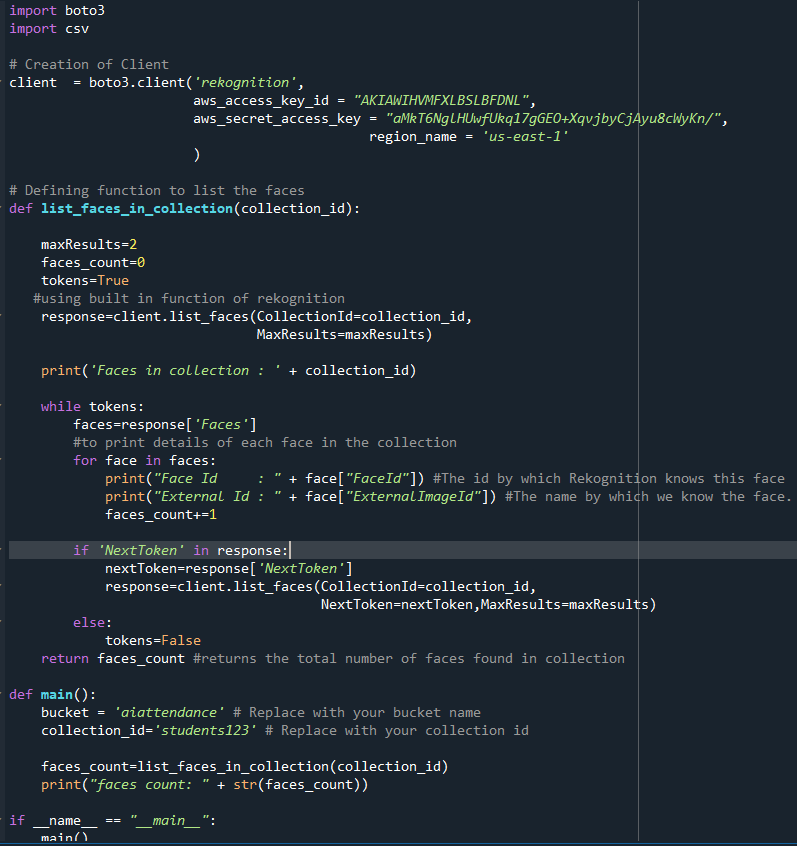 import boto3
import csv
# Creation of Client
client  = boto3.client('rekognition',
aws_access_key_id = "AKIAWIHVMFXLBSLBFDNL",
aws_secret_access_key = "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",
region_name = 'us-east-1'
)
# Defining function to list the faces
def list_faces_in_collection(collection_id):
maxResults=2
faces_count=0
tokens=True
#using built in function of rekognition
response=client.list_faces(CollectionId=collection_id,
MaxResults=maxResults)
print('Faces in collection : ' + collection_id)
while tokens:
faces=response['Faces']
#to print details of each face in the collection
for face in faces:
print("Face Id     : " + face["FaceId"]) #The id by which Rekognition knows this face
print("External Id : " + face["ExternalImageId"]) #The name by which we know the face.
faces_count+=1
if 'NextToken' in response:
nextToken=response['NextToken']
response=client.list_faces(CollectionId=collection_id,
NextToken=nextToken,MaxResults=maxResults)
else:
tokens=False
return faces_count #returns the total number of faces found in collection
def main():
bucket = 'aiattendance' # Replace with your bucket name
collection_id='students123' # Replace with your collection id
faces_count=list_faces_in_collection(collection_id)
print("faces count: " + str(faces_count))
if __name__ == "__main__":
main()